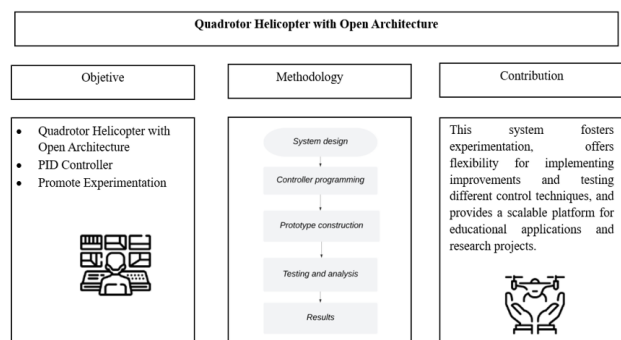 Quadrotor Helicopter with Open Architecture
Objetive
Methodology
Contribution
• Quadrotor Helicopter with
Open Architecture
• PID Controller
• Promote Experimentation
System design
Controller programming
Prototype construction
Testing and analysis
Results
This system fosters
experimentation, offers
flexibility for implementing
improvements and testing
different control techniques, and
provides a scalable platform for
educational applications and
research projects.